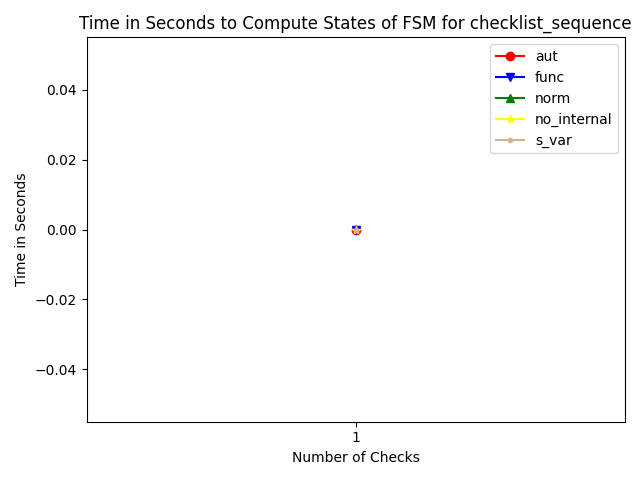 Time in Seconds to Compute States of FSM for checklist_sequence
aut
func
norm
no_internal
s_var
0.04
0.02
0.00
−0.02
−0.04
Time in Seconds
1
Number of Checks